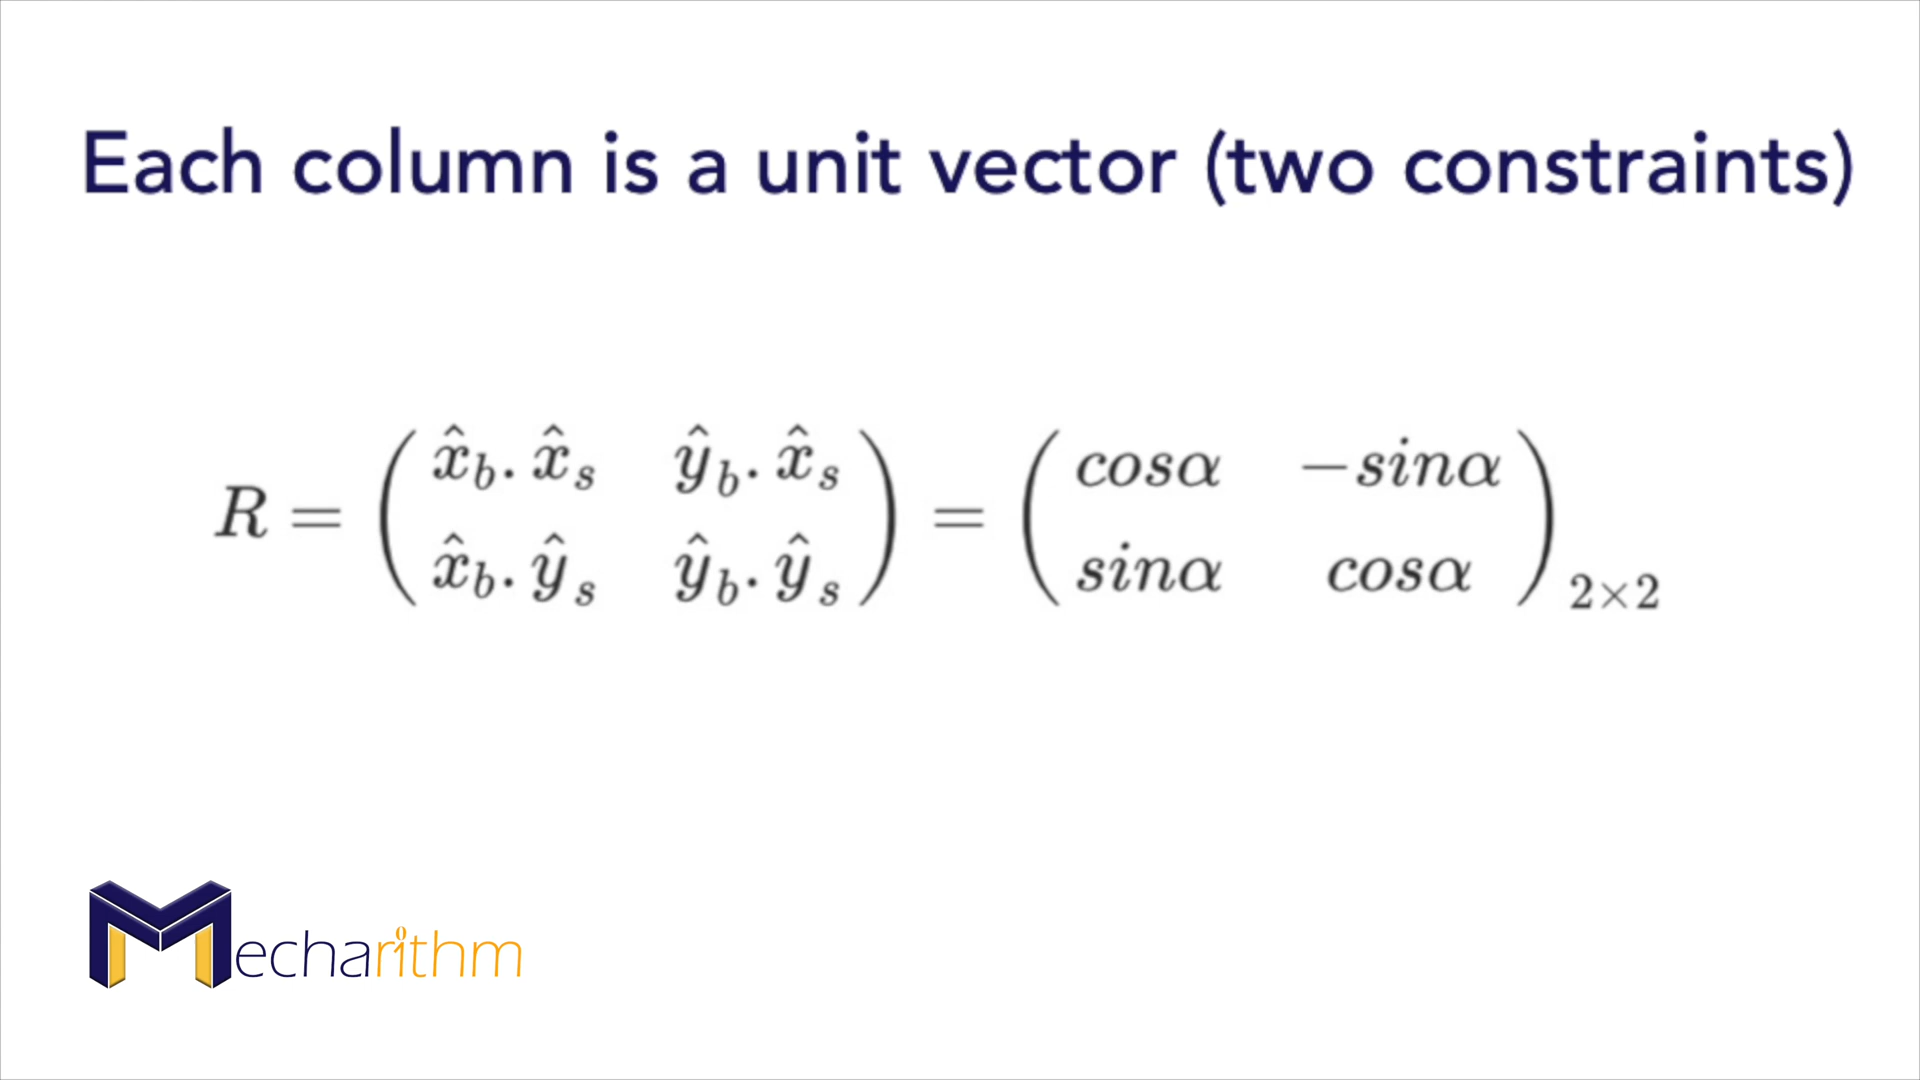 Each column is a unit vector (two constraints)
R = ( x̂_b . x̂_s   ŷ_b . x̂_s ; x̂_b . ŷ_s   ŷ_b . ŷ_s ) = ( cosα   −sinα ; sinα   cosα )_2×2
Mecharithm